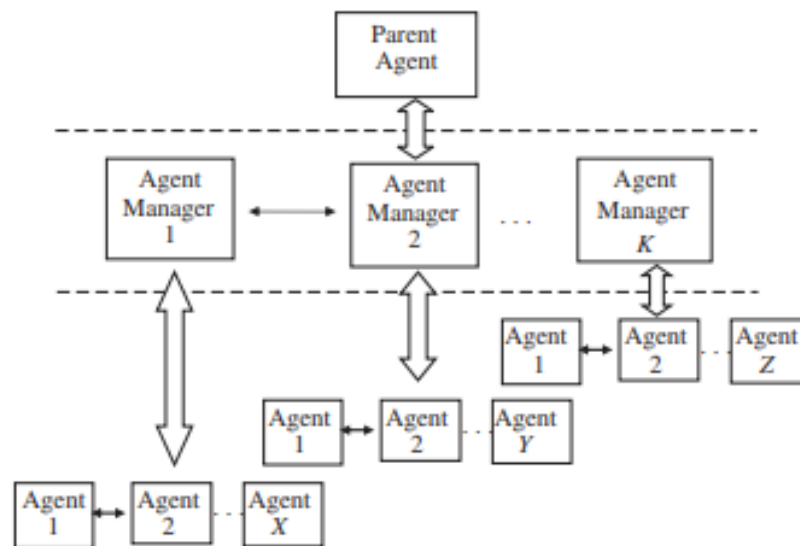 Parent
Agent
Agent
Manager
1
Agent
Manager
2
. . .
Agent
Manager
K
Agent
1
Agent
2
. . .
Agent
Z
Agent
1
Agent
2
. . .
Agent
Y
Agent
1
Agent
2
. . .
Agent
X